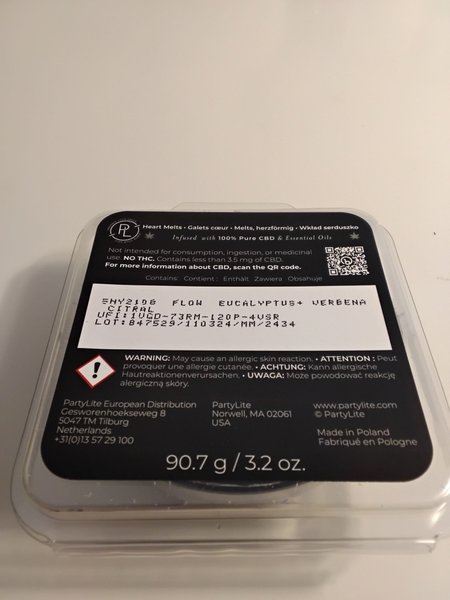 PL
Heart Melts • Galets cœur • Melts, herzförmig • Wkład serduszko
Infused with 100% Pure CBD & Essential Oils
Not intended for consumption, ingestion, or medicinal
use. NO THC. Contains less than 3.5 mg of CBD.
For more information about CBD, scan the QR code.
Contains: Contient: Enthält Zawiera Obsahuje
5HY2196 FLOW EUCALYPTUS+ VERBENA
CITRAL
UFI:1VGD-73RM-120P-4VSR
LOT:847529/110324/MM/2434
WARNING: May cause an allergic skin reaction. • ATTENTION: Peut
provoquer une allergie cutanée. • ACHTUNG: Kann allergische
Hautreaktionen verursachen. • UWAGA: Może powodować reakcję
alergiczną skóry.
PartyLite European Distribution
Gesworenhoekseweg 8
5047 TM Tilburg
Netherlands
+31(0)13 57 29 100
PartyLite
Norwell, MA 02061
USA
www.partylite.com
© PartyLite
Made in Poland
Fabriqué en Pologne
90.7 g / 3.2 oz.